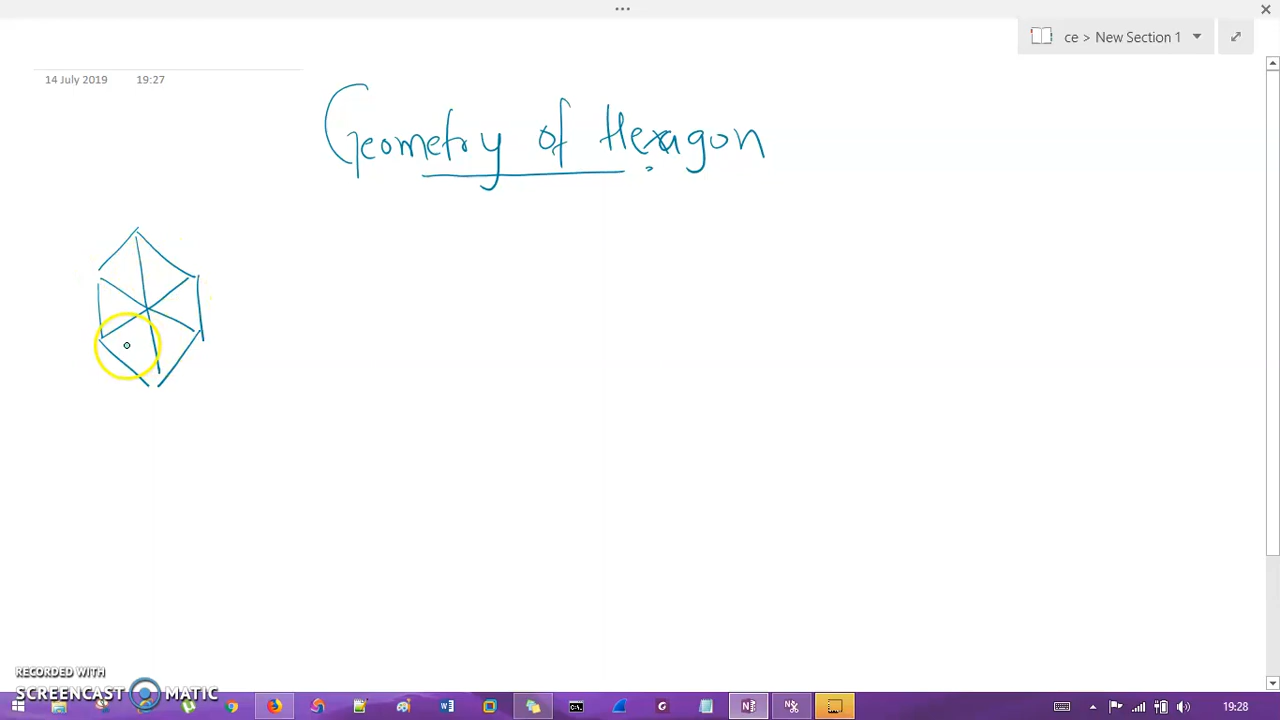 ce > New Section 1
14 July 2019 19:27
Geometry of Hexagon
RECORDED WITH
SCREENCAST MATIC
19:28